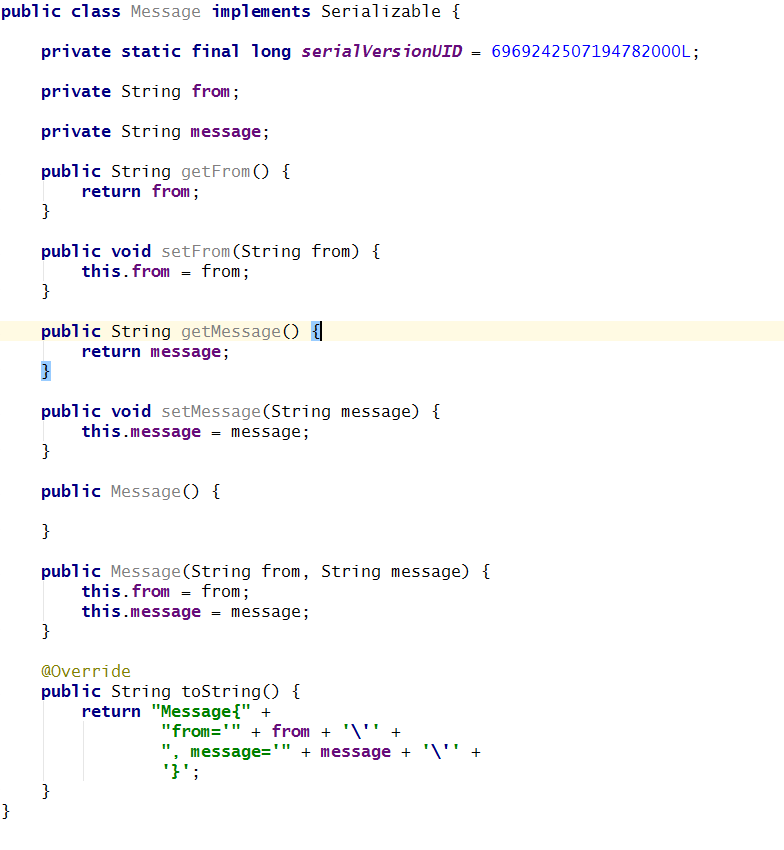 public class Message implements Serializable {
private static final long serialVersionUID = 6969242507194782000L;
private String from;
private String message;
public String getFrom() {
return from;
}
public void setFrom(String from) {
this.from = from;
}
public String getMessage() {
return message;
}
public void setMessage(String message) {
this.message = message;
}
public Message() {
}
public Message(String from, String message) {
this.from = from;
this.message = message;
}
@Override
public String toString() {
return "Message{" +
"from='" + from + '\'' +
", message='" + message + '\'' +
'}';
}
}